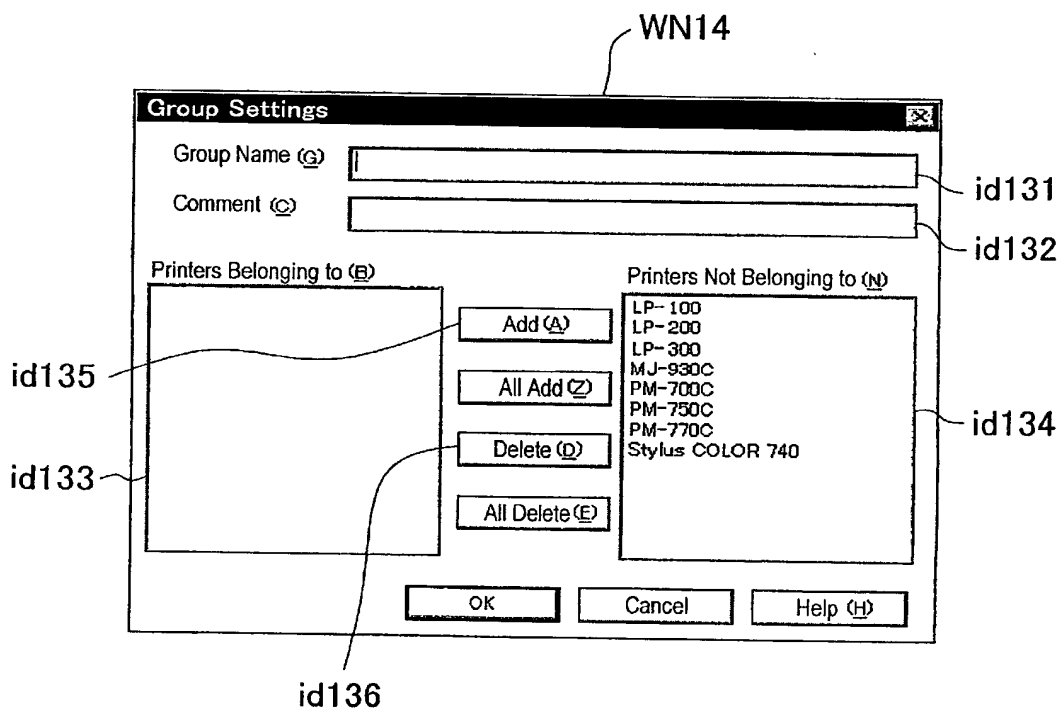 WN14
Group Settings
Group Name (G)
id131
Comment (C)
id132
Printers Belonging to (B)
Printers Not Belonging to (N)
Add (A)
All Add (Z)
Delete (D)
All Delete (E)
LP-100
LP-200
LP-300
MJ-930C
PM-700C
PM-750C
PM-770C
Stylus COLOR 740
id135
id133
id134
OK
Cancel
Help (H)
id136